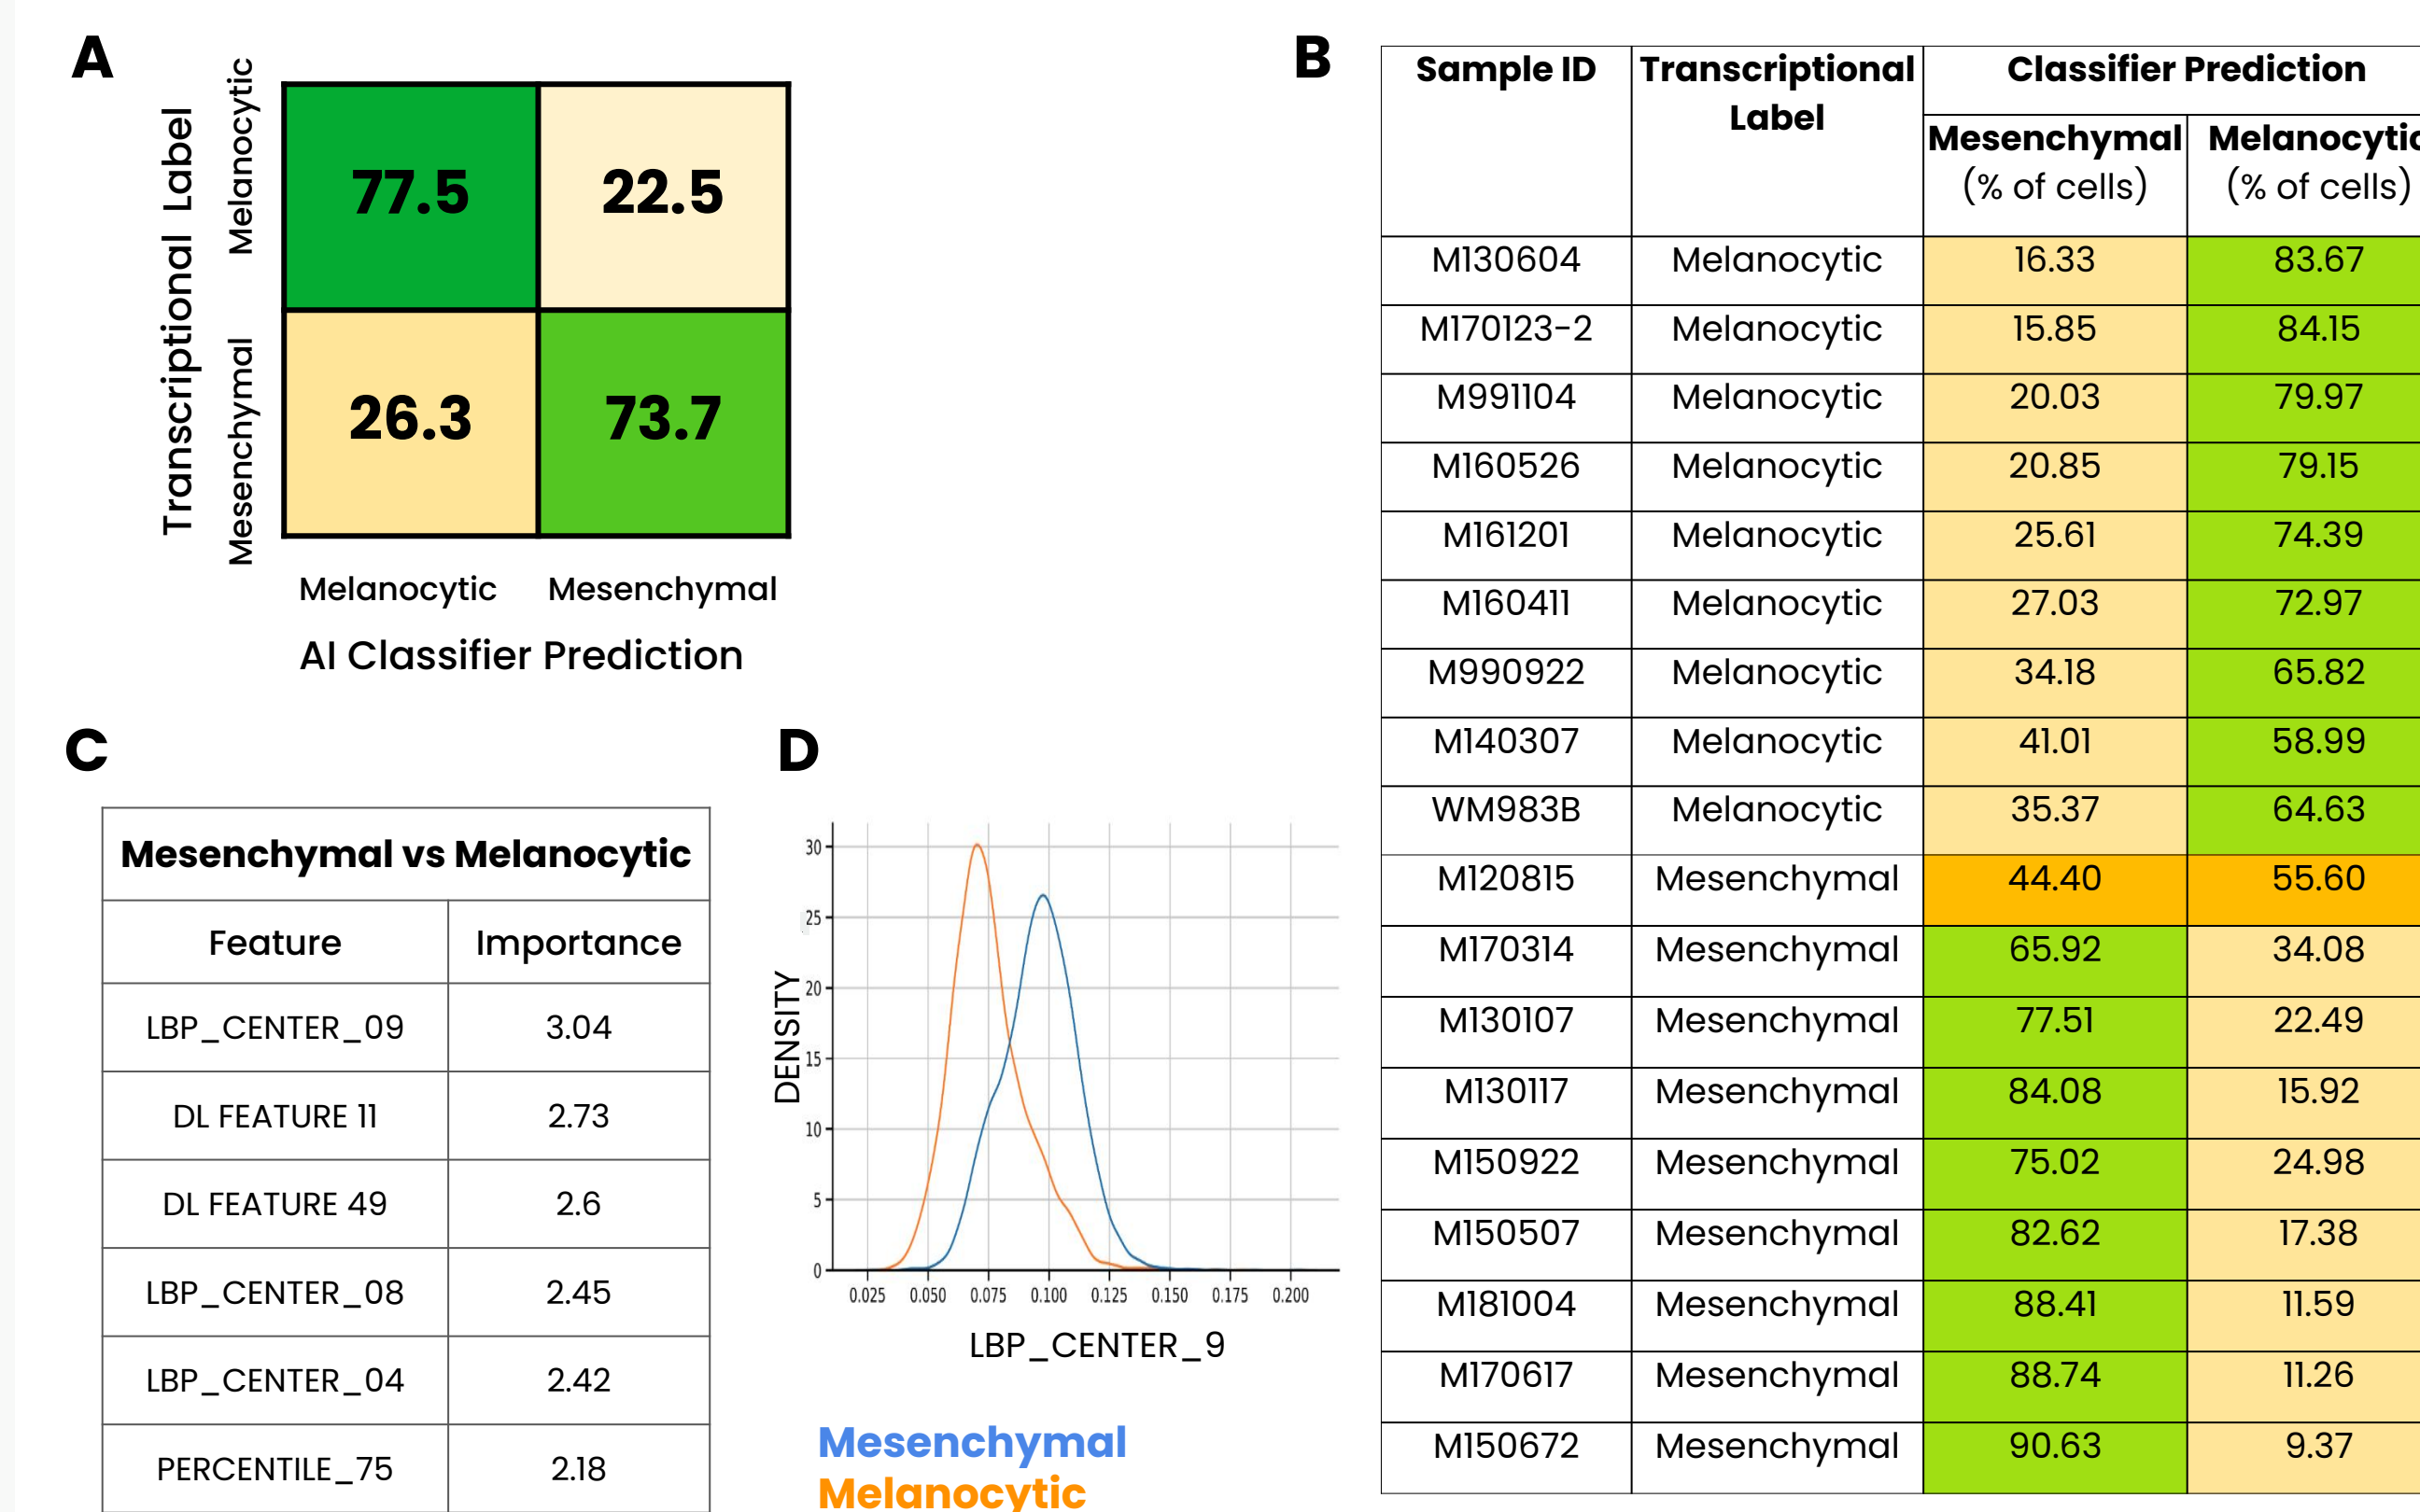 A
Transcriptional Label
Melanocytic
Mesenchymal
77.5 22.5
26.3 73.7
Melanocytic Mesenchymal
AI Classifier Prediction
B
Sample ID Transcriptional Label Classifier Prediction
Mesenchymal (% of cells) Melanocytic (% of cells)
M130604 Melanocytic 16.33 83.67
M170123-2 Melanocytic 15.85 84.15
M991104 Melanocytic 20.03 79.97
M160526 Melanocytic 20.85 79.15
M161201 Melanocytic 25.61 74.39
M160411 Melanocytic 27.03 72.97
M990922 Melanocytic 34.18 65.82
M140307 Melanocytic 41.01 58.99
WM983B Melanocytic 35.37 64.63
M120815 Mesenchymal 44.40 55.60
M170314 Mesenchymal 65.92 34.08
M130107 Mesenchymal 77.51 22.49
M130117 Mesenchymal 84.08 15.92
M150922 Mesenchymal 75.02 24.98
M150507 Mesenchymal 82.62 17.38
M181004 Mesenchymal 88.41 11.59
M170617 Mesenchymal 88.74 11.26
M150672 Mesenchymal 90.63 9.37
C
Mesenchymal vs Melanocytic
Feature Importance
LBP_CENTER_09 3.04
DL FEATURE 11 2.73
DL FEATURE 49 2.6
LBP_CENTER_08 2.45
LBP_CENTER_04 2.42
PERCENTILE_75 2.18
D
DENSITY
30
25
20
15
10
5
0
0.025 0.050 0.075 0.100 0.125 0.150 0.175 0.200
LBP_CENTER_9
Mesenchymal
Melanocytic